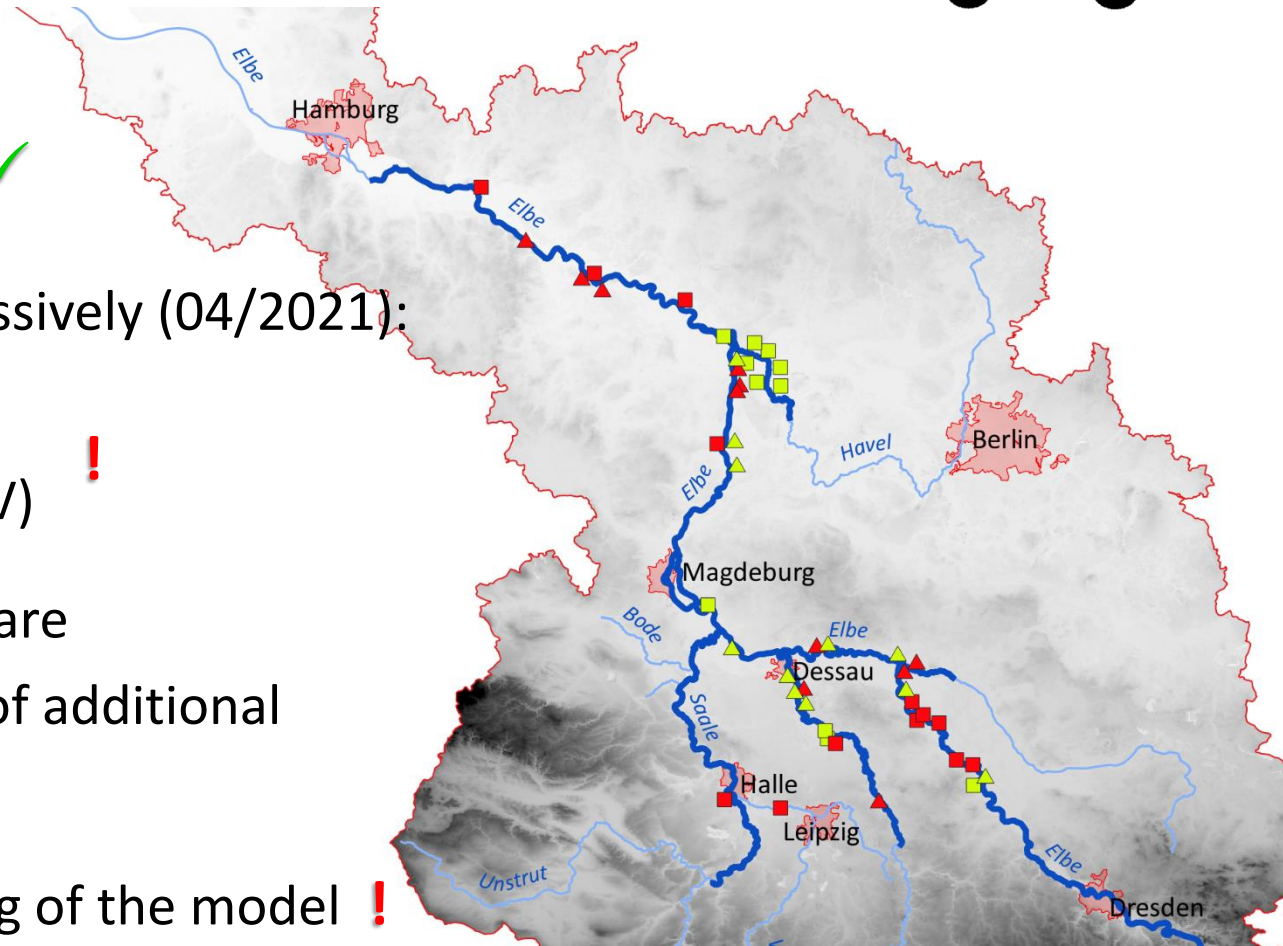 Elbe
Hamburg
Elbe
ssively (04/2021):
!
Havel
Berlin
Elbe
V)
Magdeburg
are
Bode
Elbe
Dessau
of additional
Saale
Halle
Leipzig
Elbe
Unstrut
g of the model !
Dresden